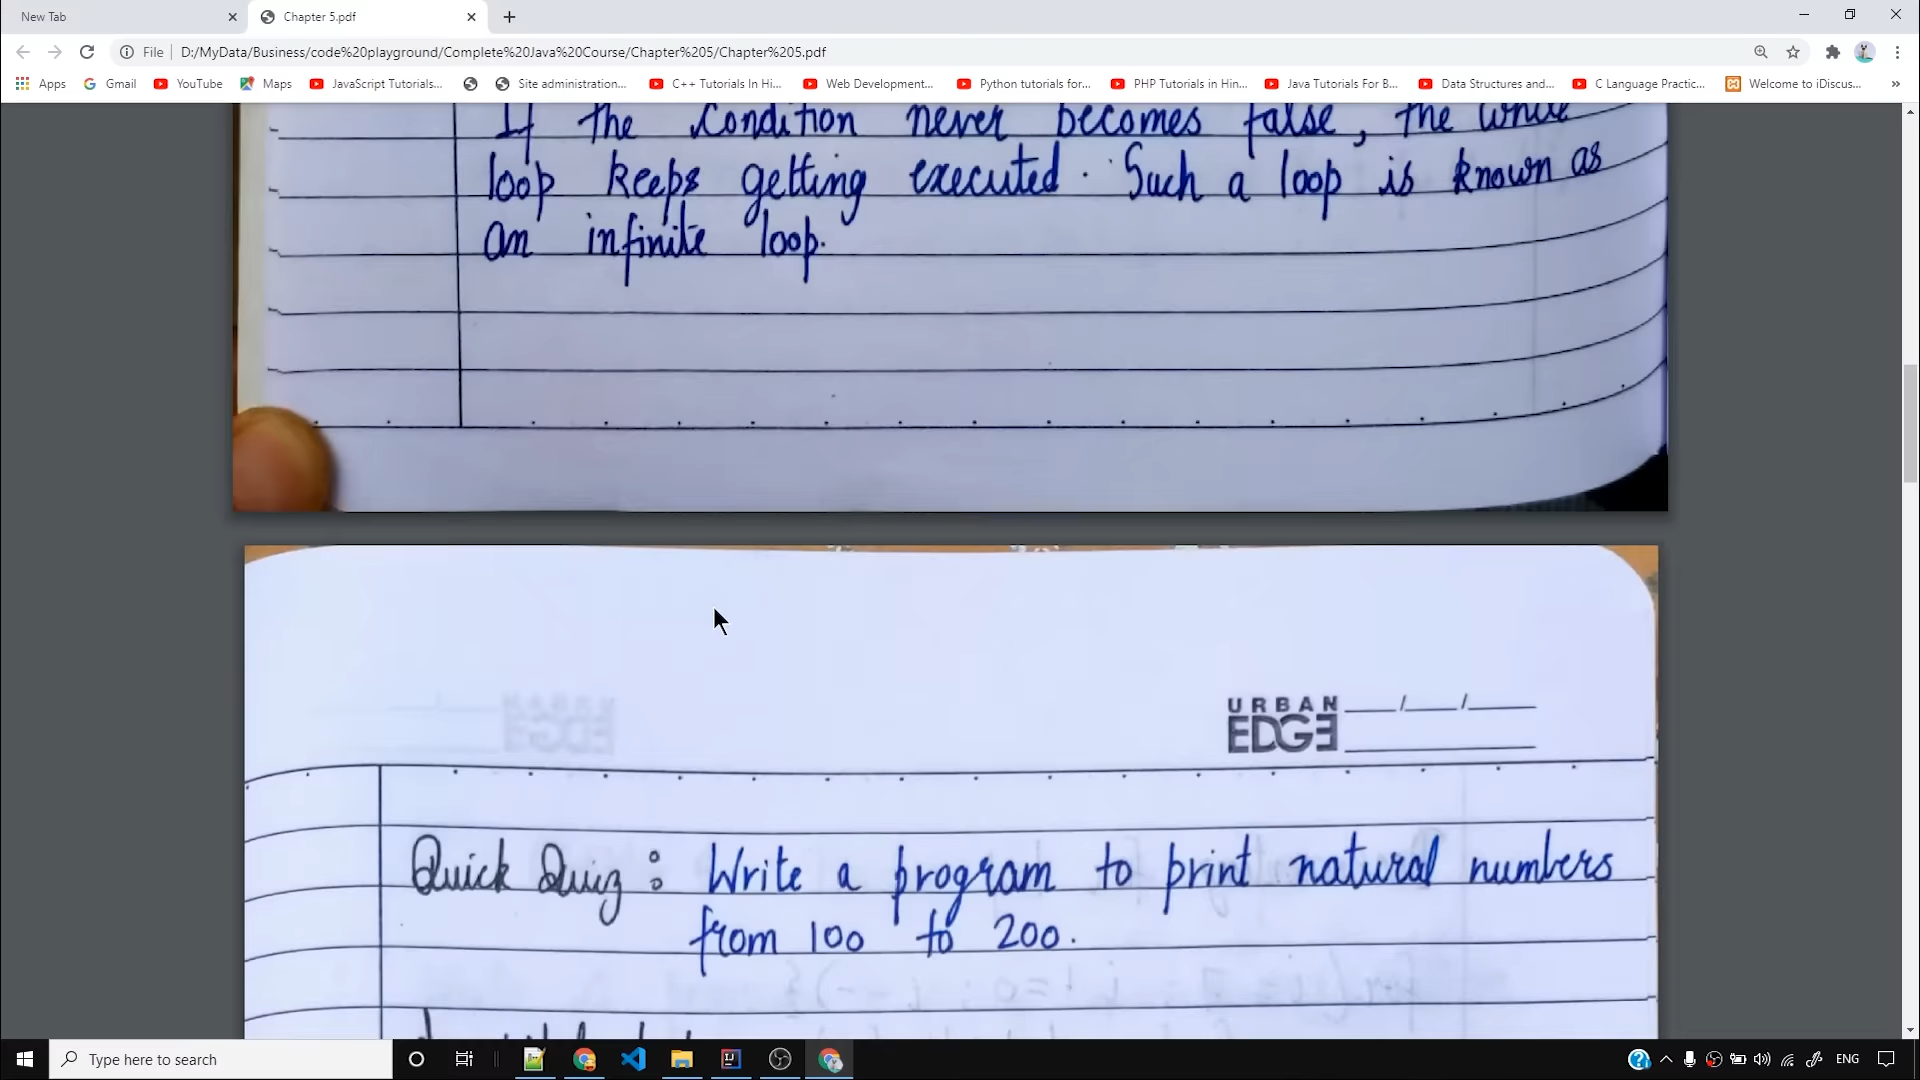 New Tab
Chapter 5.pdf
File
D:/MyData/Business/code%20playground/Complete%20Java%20Course/Chapter%205/Chapter%205.pdf
Apps
Gmail
YouTube
Maps
JavaScript Tutorials...
Site administration...
C++ Tutorials In Hi...
Web Development...
Python tutorials for...
PHP Tutorials in Hin...
Java Tutorials For B...
Data Structures and...
C Language Practic...
Welcome to iDiscus...
»
If the condition never becomes false, the while
loop keeps getting executed. Such a loop is known as
an infinite loop.
URBAN
EDGE
Quick Quiz : Write a program to print natural numbers
from 100 to 200.
Type here to search
ENG